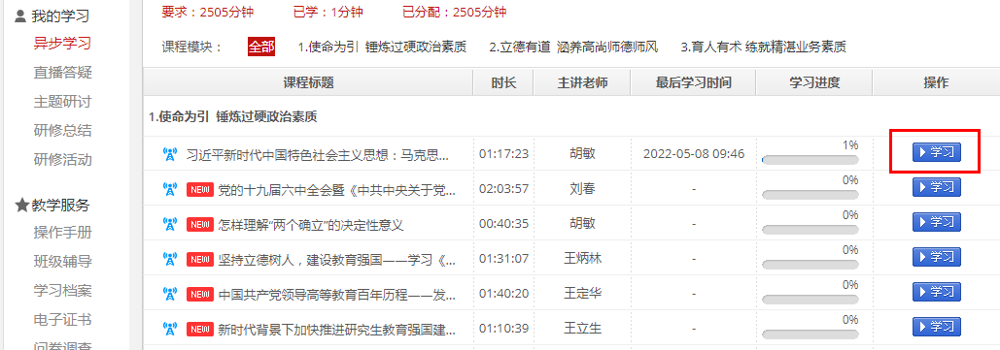 我的学习
异步学习
直播答疑
主题研讨
研修总结
研修活动
教学服务
操作手册
班级辅导
学习档案
电子证书
问卷调查
要求：2505分钟 已学：1分钟 已分配：2505分钟
课程模块： 全部 1.使命为引 锤炼过硬政治素质 2.立德有道 涵养高尚师德师风 3.育人有术 练就精湛业务素质
课程标题 时长 主讲老师 最后学习时间 学习进度 操作
1.使命为引 锤炼过硬政治素质
习近平新时代中国特色社会主义思想：马克思... 01:17:23 胡敏 2022-05-08 09:46 1% 学习
NEW 党的十九届六中全会暨《中共中央关于党... 02:03:57 刘春 - 0% 学习
NEW 怎样理解“两个确立”的决定性意义 00:40:35 胡敏 - 0% 学习
NEW 坚持立德树人，建设教育强国——学习《... 01:31:07 王炳林 - 0% 学习
NEW 中国共产党领导高等教育百年历程——发... 01:40:20 王定华 - 0% 学习
NEW 新时代背景下加快推进研究生教育强国建... 01:10:39 王立生 - 0% 学习